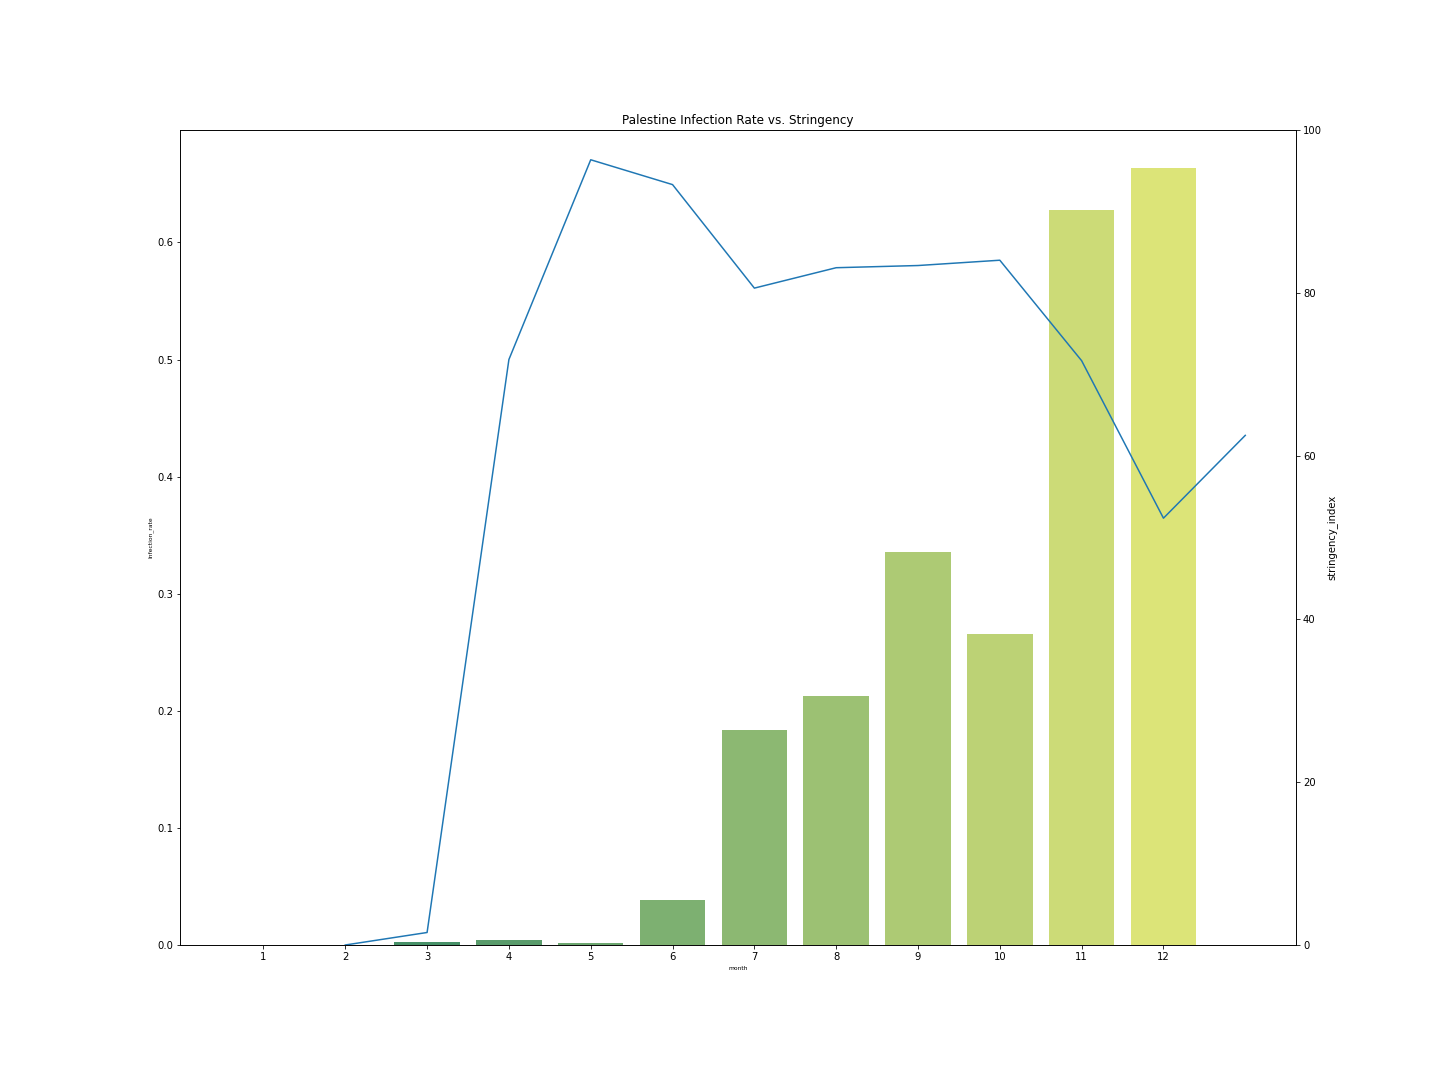 Palestine Infection Rate vs. Stringency
100
0.6
80
0.5
60
0.4
infection_rate
stringency_index
0.3
40
0.2
20
0.1
0.0
0
1 2 3 4 5 6 7 8 9 10 11 12
month